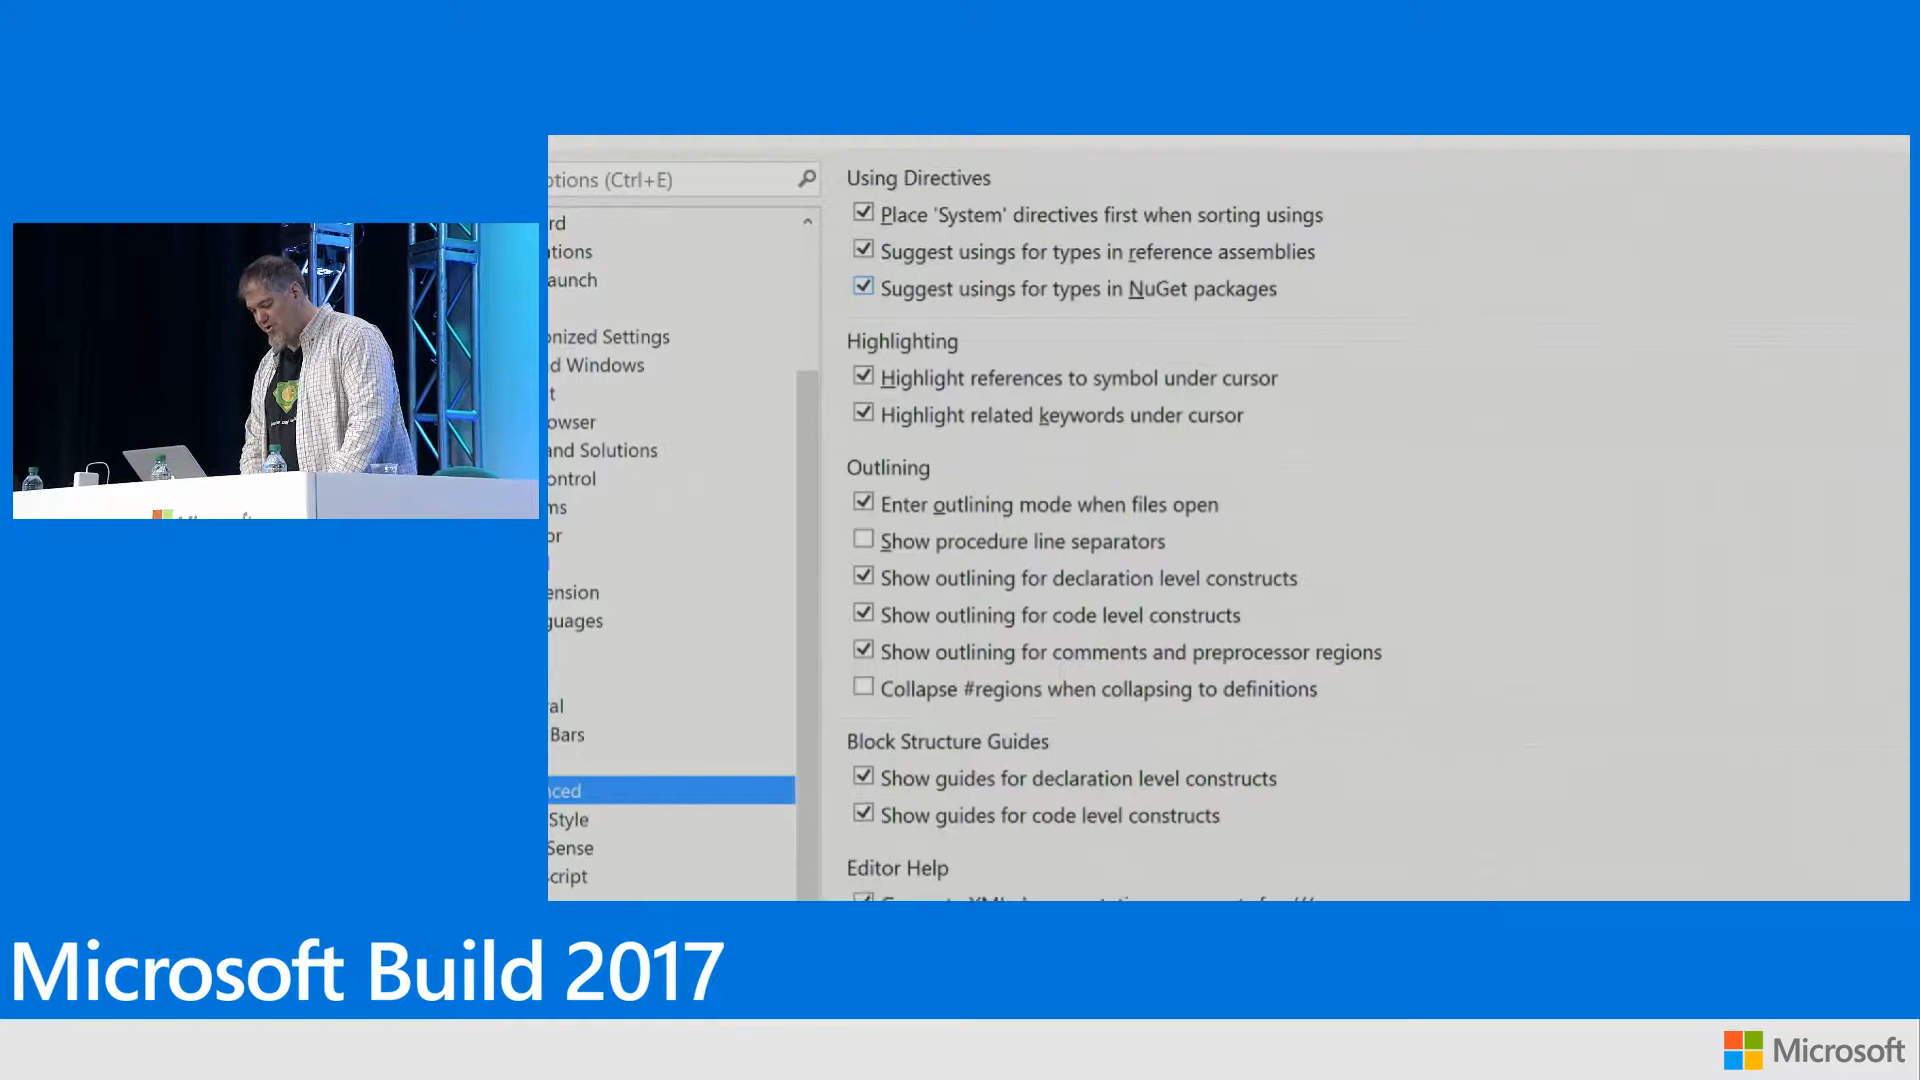 ptions (Ctrl+E)
rd
tions
aunch
onized Settings
d Windows
t
owser
and Solutions
ontrol
ms
or
ension
guages
al
Bars
nced
Style
Sense
cript
Using Directives
Place 'System' directives first when sorting usings
Suggest usings for types in reference assemblies
Suggest usings for types in NuGet packages
Highlighting
Highlight references to symbol under cursor
Highlight related keywords under cursor
Outlining
Enter outlining mode when files open
Show procedure line separators
Show outlining for declaration level constructs
Show outlining for code level constructs
Show outlining for comments and preprocessor regions
Collapse #regions when collapsing to definitions
Block Structure Guides
Show guides for declaration level constructs
Show guides for code level constructs
Editor Help
Microsoft Build 2017
Microsoft